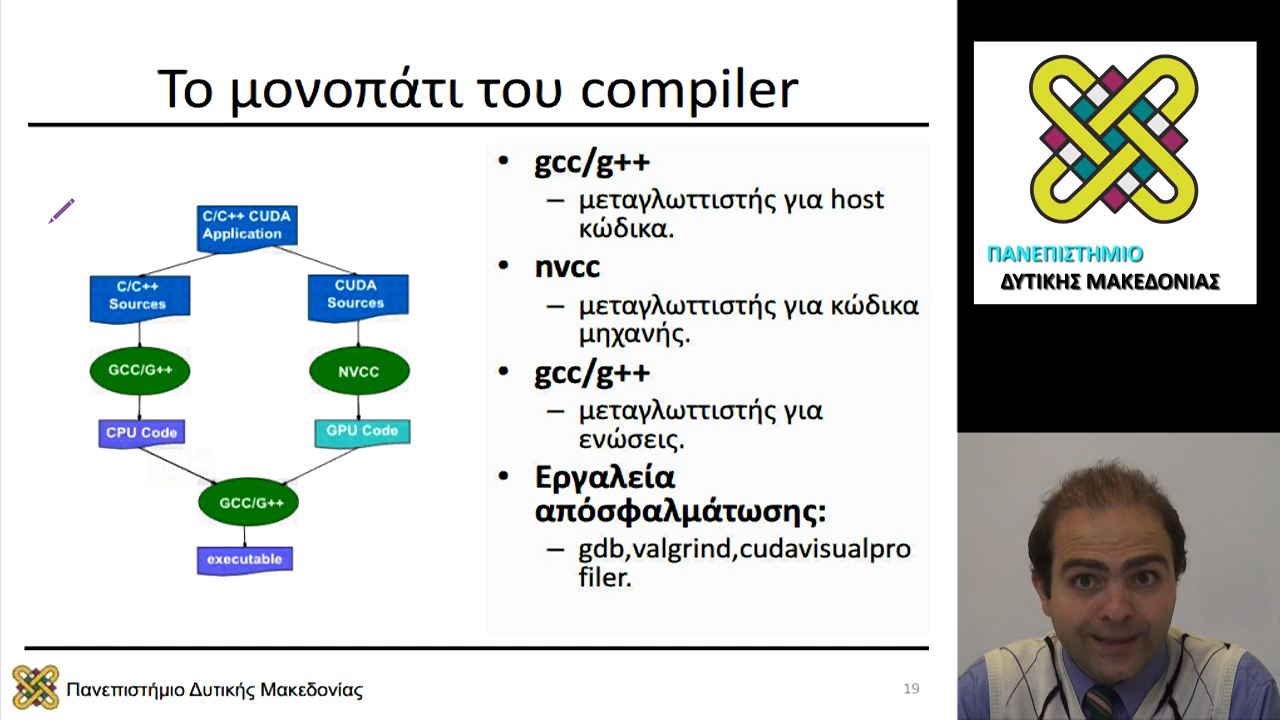 Το μονοπάτι του compiler
C/C++ CUDA
Application
C/C++
Sources
CUDA
Sources
GCC/G++
NVCC
CPU Code
GPU Code
GCC/G++
executable
• gcc/g++
– μεταγλωττιστής για host
κώδικα.
• nvcc
– μεταγλωττιστής για κώδικα
μηχανής.
• gcc/g++
– μεταγλωττιστής για
ενώσεις.
• Εργαλεία
απόσφαλμάτωσης:
– gdb,valgrind,cudavisualpro
filer.
Πανεπιστήμιο Δυτικής Μακεδονίας
19
ΠΑΝΕΠΙΣΤΗΜΙΟ
ΔΥΤΙΚΗΣ ΜΑΚΕΔΟΝΙΑΣ